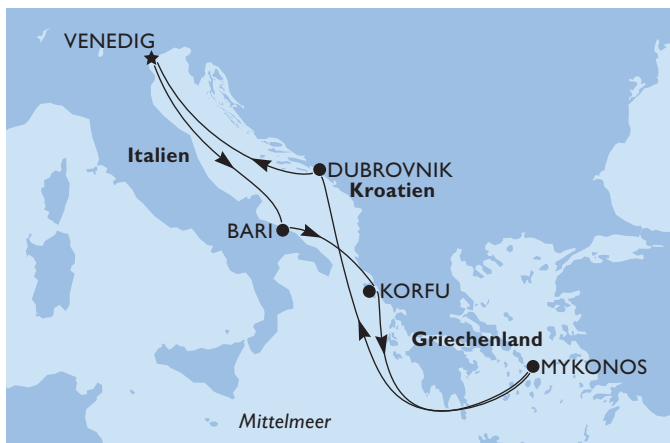 VENEDIG
Italien
DUBROVNIK
Kroatien
BARI
KORFU
Griechenland
MYKONOS
Mittelmeer